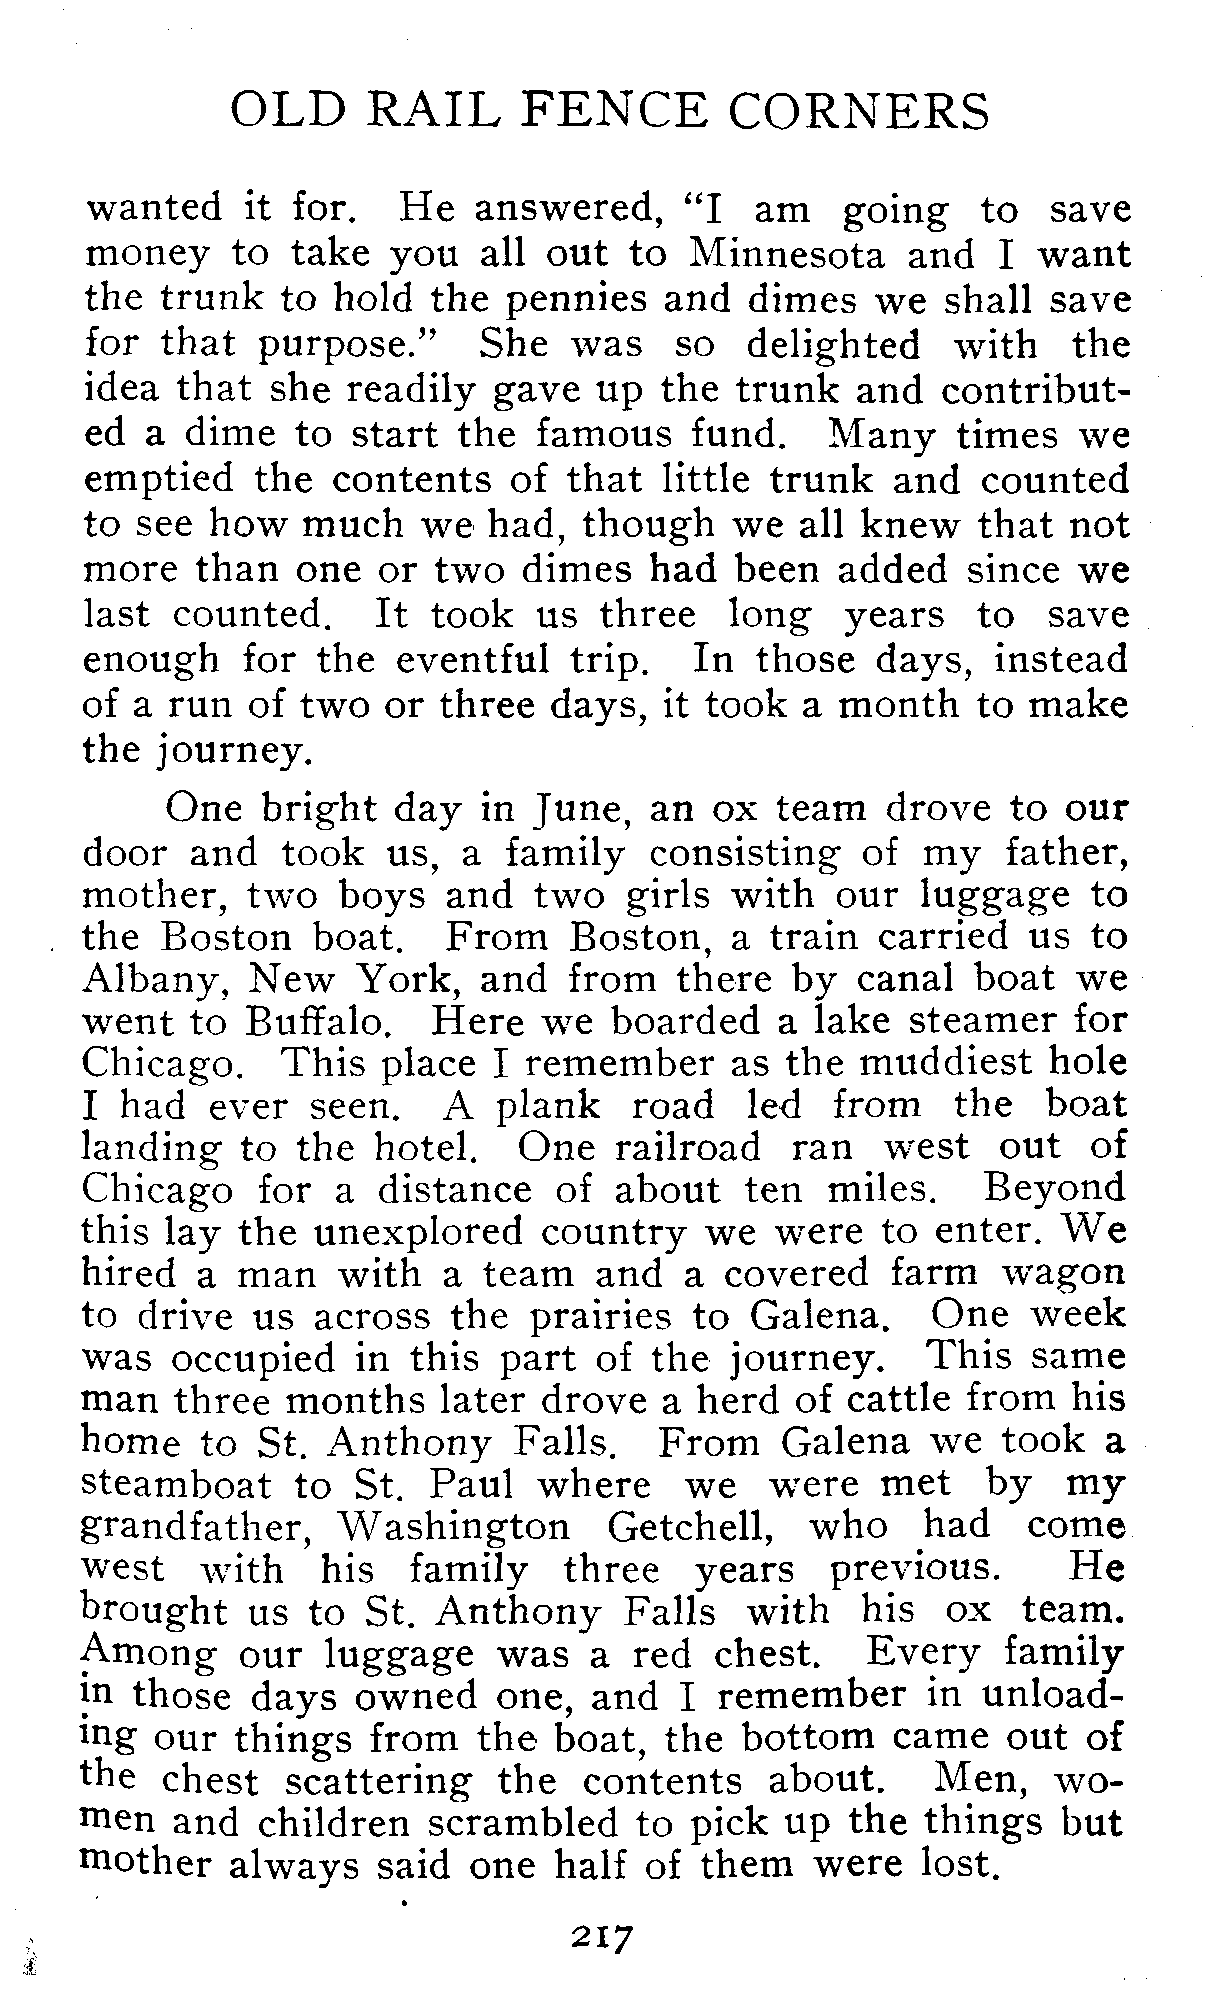 OLD RAIL FENCE CORNERS
wanted it for. He answered, "I am going to save
money to take you all out to Minnesota and I want
the trunk to hold the pennies and dimes we shall save
for that purpose." She was so delighted with the
idea that she readily gave up the trunk and contribut-
ed a dime to start the famous fund. Many times we
emptied the contents of that little trunk and counted
to see how much we had, though we all knew that not
more than one or two dimes had been added since we
last counted. It took us three long years to save
enough for the eventful trip. In those days, instead
of a run of two or three days, it took a month to make
the journey.
One bright day in June, an ox team drove to our
door and took us, a family consisting of my father,
mother, two boys and two girls with our luggage to
the Boston boat. From Boston, a train carried us to
Albany, New York, and from there by canal boat we
went to Buffalo. Here we boarded a lake steamer for
Chicago. This place I remember as the muddiest hole
I had ever seen. A plank road led from the boat
landing to the hotel. One railroad ran west out of
Chicago for a distance of about ten miles. Beyond
this lay the unexplored country we were to enter. We
hired a man with a team and a covered farm wagon
to drive us across the prairies to Galena. One week
was occupied in this part of the journey. This same
man three months later drove a herd of cattle from his
home to St. Anthony Falls. From Galena we took a
steamboat to St. Paul where we were met by my
grandfather, Washington Getchell, who had come
west with his family three years previous. He
brought us to St. Anthony Falls with his ox team.
Among our luggage was a red chest. Every family
in those days owned one, and I remember in unload-
ing our things from the boat, the bottom came out of
the chest scattering the contents about. Men, wo-
men and children scrambled to pick up the things but
mother always said one half of them were lost.
217